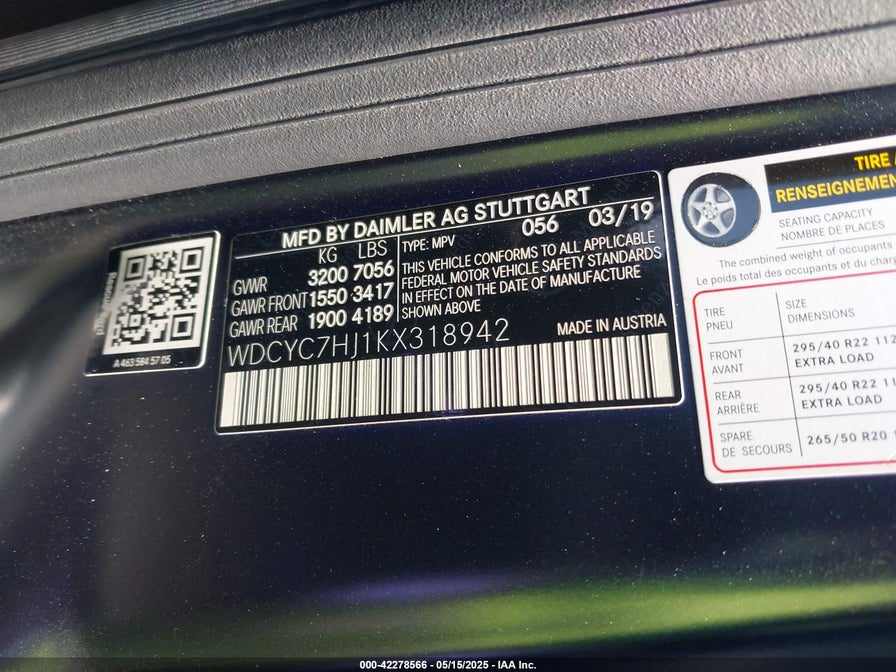 MFD BY DAIMLER AG STUTTGART
056 03/19
KG LBS
GVWR 3200 7056
GAWR FRONT 1550 3417
GAWR REAR 1900 4189
TYPE: MPV
THIS VEHICLE CONFORMS TO ALL APPLICABLE
FEDERAL MOTOR VEHICLE SAFETY STANDARDS
IN EFFECT ON THE DATE OF MANUFACTURE
SHOWN ABOVE
WDCYC7HJ1KX318942
MADE IN AUSTRIA
A 463 584 57 05
TIRE
RENSEIGNEMEN
SEATING CAPACITY
NOMBRE DE PLACES
The combined weight of occupants
Le poids total des occupants et du char
TIRE
PNEU
SIZE
DIMENSIONS
FRONT
AVANT
295/40 R22 112
EXTRA LOAD
REAR
ARRIÈRE
295/40 R22 11
EXTRA LOAD
SPARE
DE SECOURS
265/50 R20 1
000-42278566 - 05/15/2025 - IAA Inc.